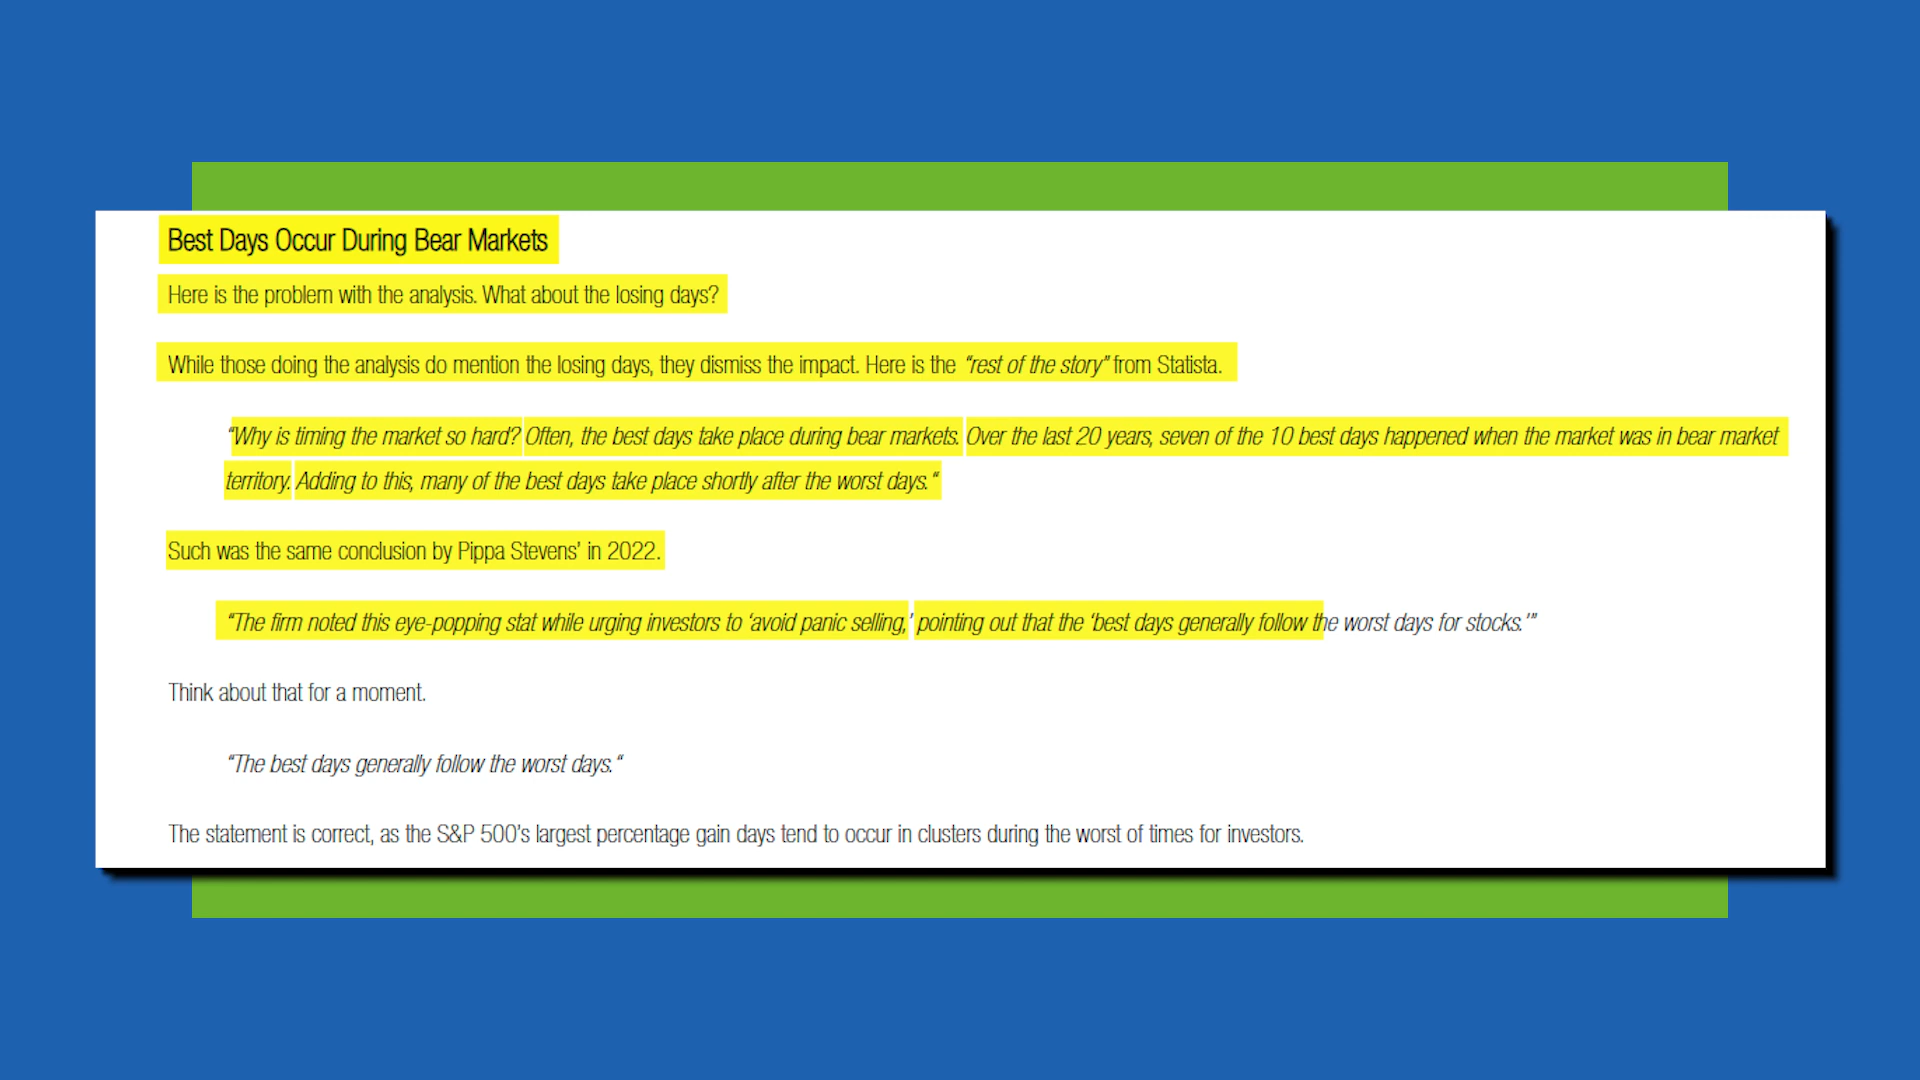 Best Days Occur During Bear Markets
Here is the problem with the analysis. What about the losing days?
While those doing the analysis do mention the losing days, they dismiss the impact. Here is the “rest of the story” from Statista.
“Why is timing the market so hard? Often, the best days take place during bear markets. Over the last 20 years, seven of the 10 best days happened when the market was in bear market
territory. Adding to this, many of the best days take place shortly after the worst days.“
Such was the same conclusion by Pippa Stevens’ in 2022.
“The firm noted this eye-popping stat while urging investors to ‘avoid panic selling,’ pointing out that the ‘best days generally follow the worst days for stocks.’”
Think about that for a moment.
“The best days generally follow the worst days.“
The statement is correct, as the S&P 500’s largest percentage gain days tend to occur in clusters during the worst of times for investors.